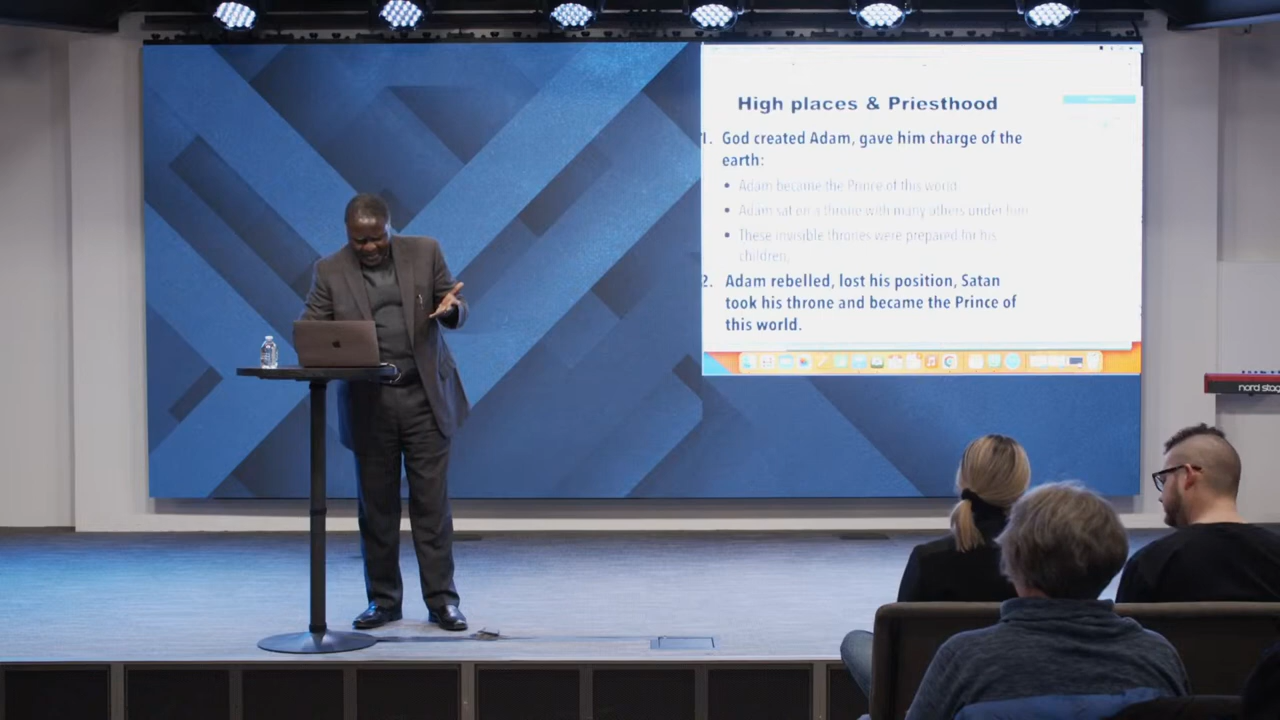 High places & Priesthood
1. God created Adam, gave him charge of the
earth:
• Adam became the Prince of this world
• Adam sat on a throne with many others under him
• These invisible thrones were prepared for his
children.
2. Adam rebelled, lost his position, Satan
took his throne and became the Prince of
this world.
nord stag